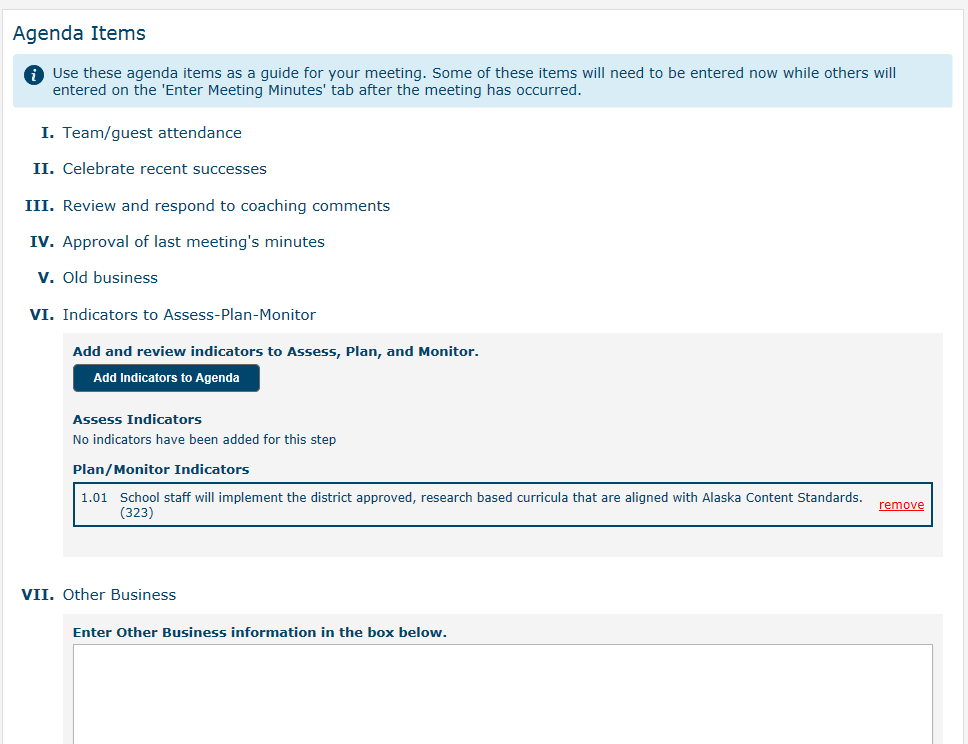 Agenda Items
i Use these agenda items as a guide for your meeting. Some of these items will need to be entered now while others will
entered on the 'Enter Meeting Minutes' tab after the meeting has occurred.
I. Team/guest attendance
II. Celebrate recent successes
III. Review and respond to coaching comments
IV. Approval of last meeting's minutes
V. Old business
VI. Indicators to Assess-Plan-Monitor
Add and review indicators to Assess, Plan, and Monitor.
Add Indicators to Agenda
Assess Indicators
No indicators have been added for this step
Plan/Monitor Indicators
1.01 School staff will implement the district approved, research based curricula that are aligned with Alaska Content Standards.
(323)
remove
VII. Other Business
Enter Other Business information in the box below.